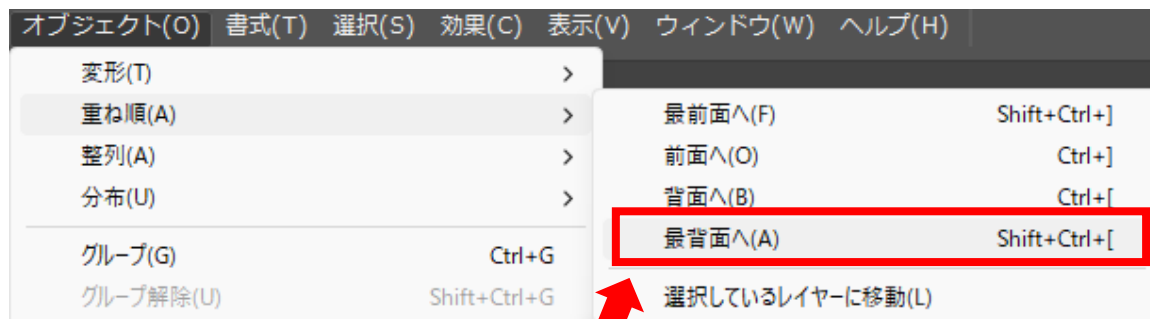 オブジェクト(O) 書式(T) 選択(S) 効果(C) 表示(V) ウィンドウ(W) ヘルプ(H)
変形(T) >
重ね順(A) >
整列(A) >
分布(U) >
グループ(G) Ctrl+G
グループ解除(U) Shift+Ctrl+G
最前面へ(F) Shift+Ctrl+]
前面へ(O) Ctrl+]
背面へ(B) Ctrl+[
最背面へ(A) Shift+Ctrl+[
選択しているレイヤーに移動(L)